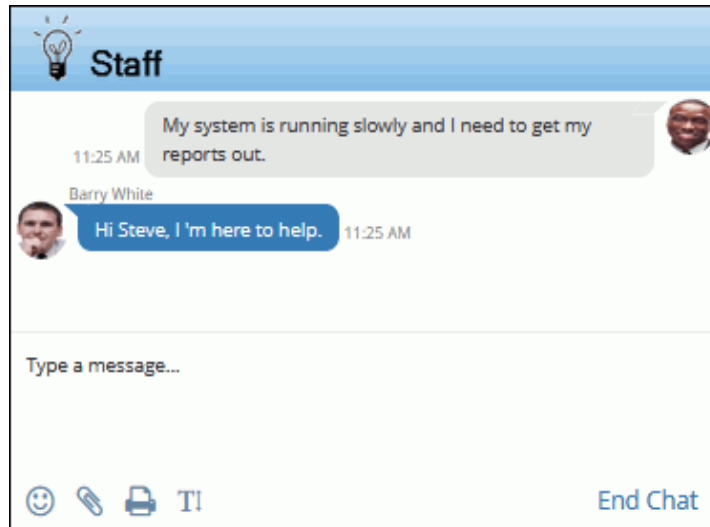 Staff
My system is running slowly and I need to get my
reports out.
11:25 AM
Barry White
Hi Steve, I 'm here to help.
11:25 AM
Type a message...
T
End Chat